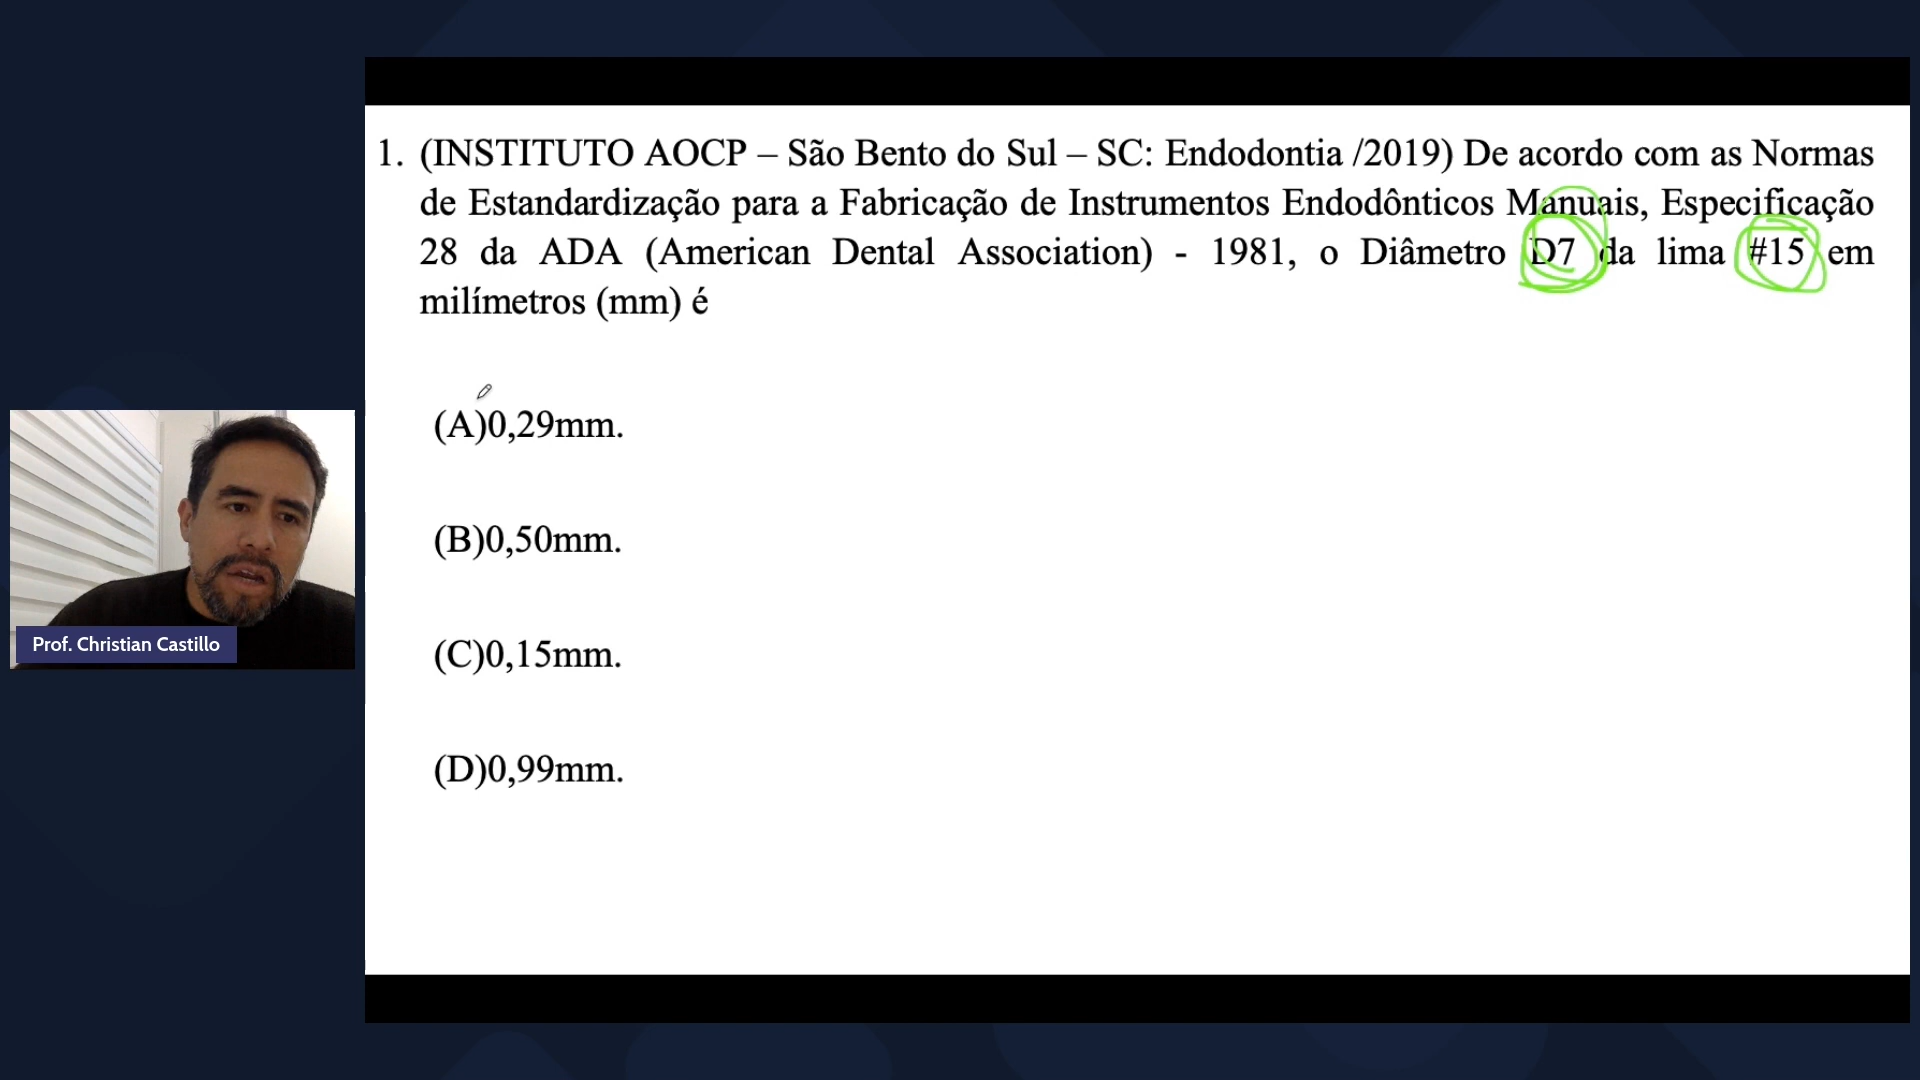 1. (INSTITUTO AOCP – São Bento do Sul – SC: Endodontia /2019) De acordo com as Normas
de Estandardização para a Fabricação de Instrumentos Endodônticos Manuais, Especificação
28 da ADA (American Dental Association) - 1981, o Diâmetro D7 da lima #15 em
milímetros (mm) é
(A)0,29mm.
(B)0,50mm.
(C)0,15mm.
(D)0,99mm.
Prof. Christian Castillo